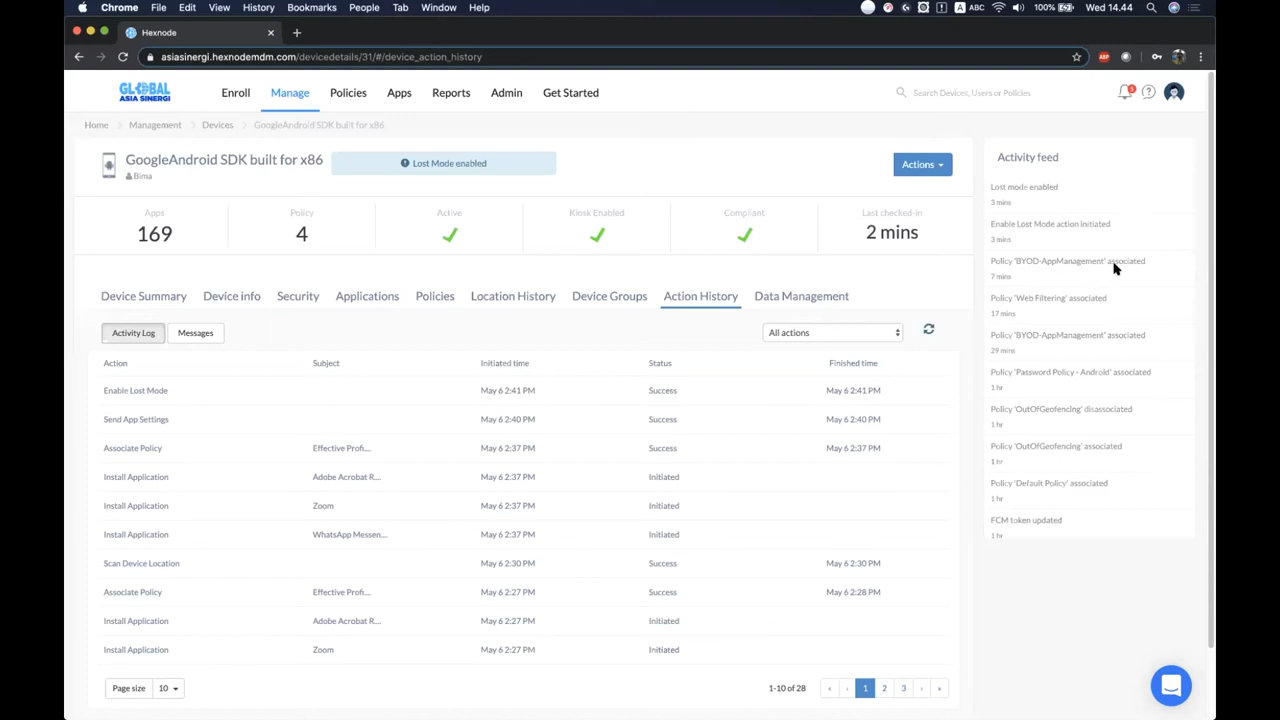 Chrome File Edit View History Bookmarks People Tab Window Help A ABC 100% Wed 14.44
Hexnode
asiasinergi.hexnodemdm.com/devicedetails/31/#/device_action_history ABP
GLOBAL
ASIA SINERGI
Enroll Manage Policies Apps Reports Admin Get Started Search Devices, Users or Policies 5
Home Management Devices GoogleAndroid SDK built for x86
GoogleAndroid SDK built for x86 Lost Mode enabled Actions
Bima
Apps Policy Active Kiosk Enabled Compliant Last checked-in
169 4 2 mins
Device Summary Device info Security Applications Policies Location History Device Groups Action History Data Management
Activity Log Messages All actions
Action Subject Initiated time Status Finished time
Enable Lost Mode May 6 2:41 PM Success May 6 2:41 PM
Send App Settings May 6 2:40 PM Success May 6 2:40 PM
Associate Policy Effective Profi.... May 6 2:37 PM Success May 6 2:37 PM
Install Application Adobe Acrobat R.... May 6 2:37 PM Initiated
Install Application Zoom May 6 2:37 PM Initiated
Install Application WhatsApp Messen... May 6 2:37 PM Initiated
Scan Device Location May 6 2:30 PM Success May 6 2:30 PM
Associate Policy Effective Profi.... May 6 2:27 PM Success May 6 2:28 PM
Install Application Adobe Acrobat R.... May 6 2:27 PM Initiated
Install Application Zoom May 6 2:27 PM Initiated
Page size 10 1-10 of 28 « ‹ 1 2 3 › »
Activity feed
Lost mode enabled
3 mins
Enable Lost Mode action initiated
3 mins
Policy 'BYOD-AppManagement' associated
7 mins
Policy 'Web Filtering' associated
17 mins
Policy 'BYOD-AppManagement' associated
29 mins
Policy 'Password Policy - Android' associated
1 hr
Policy 'OutOfGeofencing' disassociated
1 hr
Policy 'OutOfGeofencing' associated
1 hr
Policy 'Default Policy' associated
1 hr
FCM token updated
1 hr